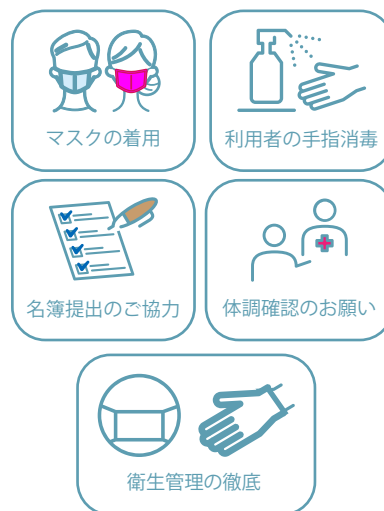 マスクの着用
利用者の手指消毒
名簿提出のご協力
体調確認のお願い
衛生管理の徹底